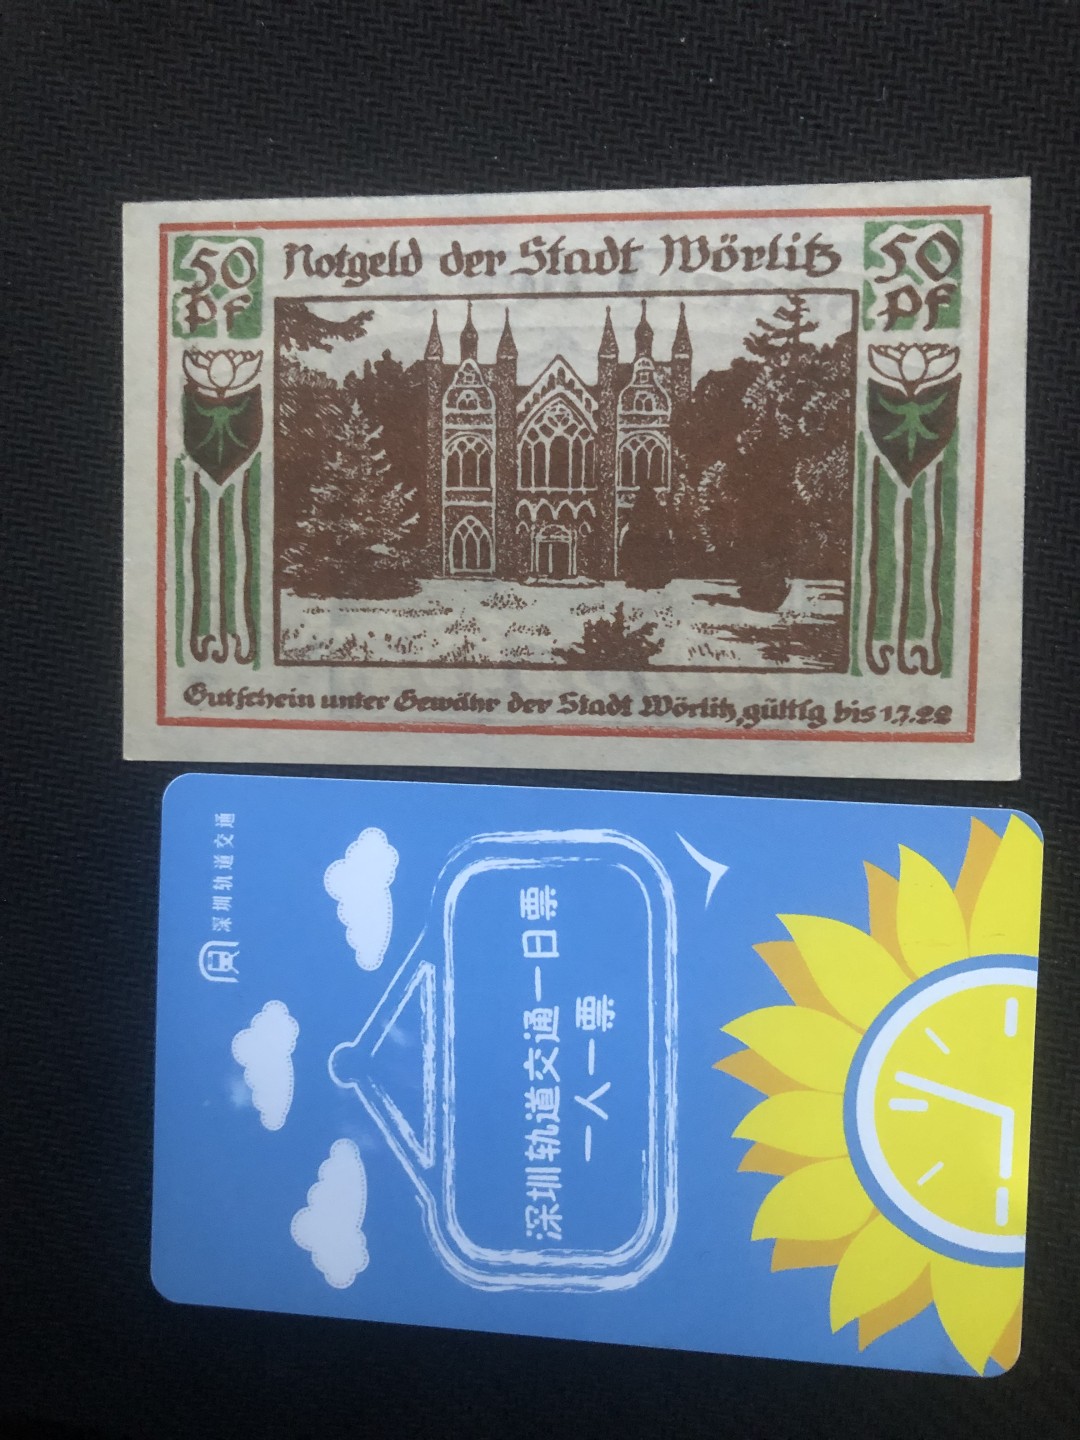 50
Pf
Notgeld der Stadt Wörlitz
50
Pf
Gutschein unter Gewähr der Stadt Wörlitz, gültig bis 1.7.22
深圳轨道交通
深圳轨道交通一日票
一人一票